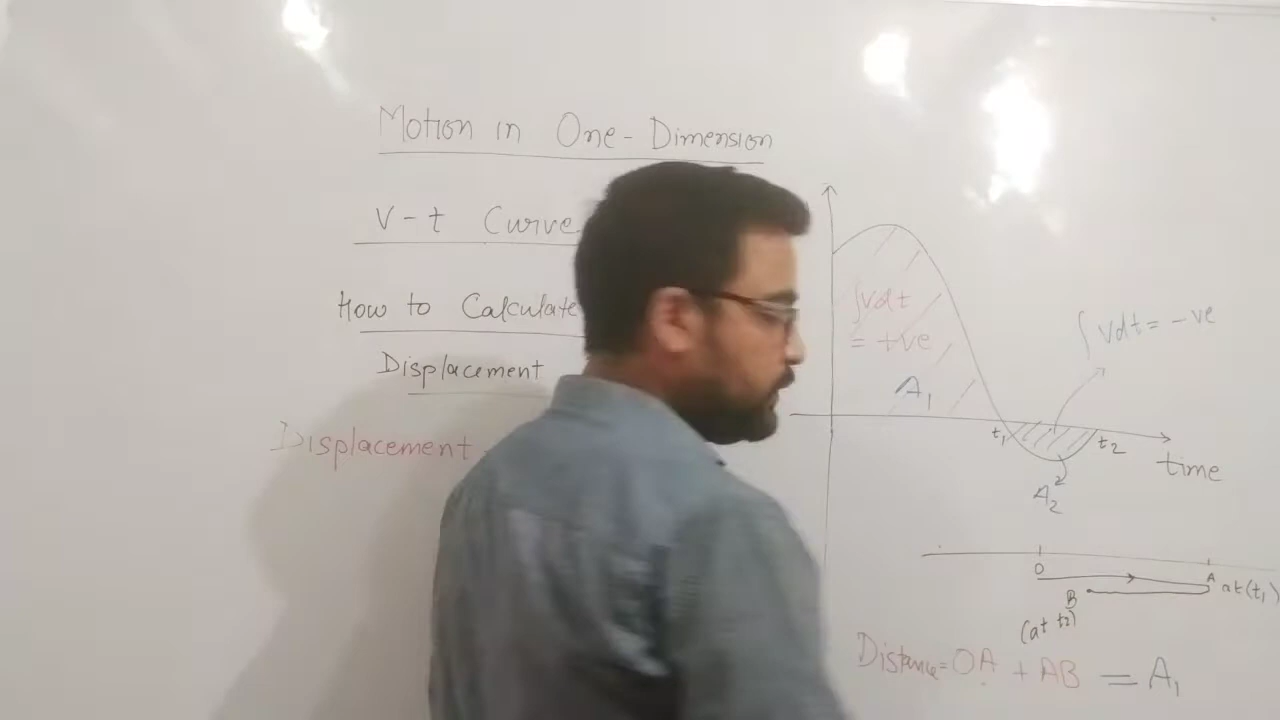 Motion in One-Dimension
V-t Curve
How to Calculate
Displacement
Displacement
∫vdt
= +ve
A1
∫vdt = -ve
t1
t2
time
A2
O
A
at(t1)
B
(at t2)
Distance = OA + AB = A1